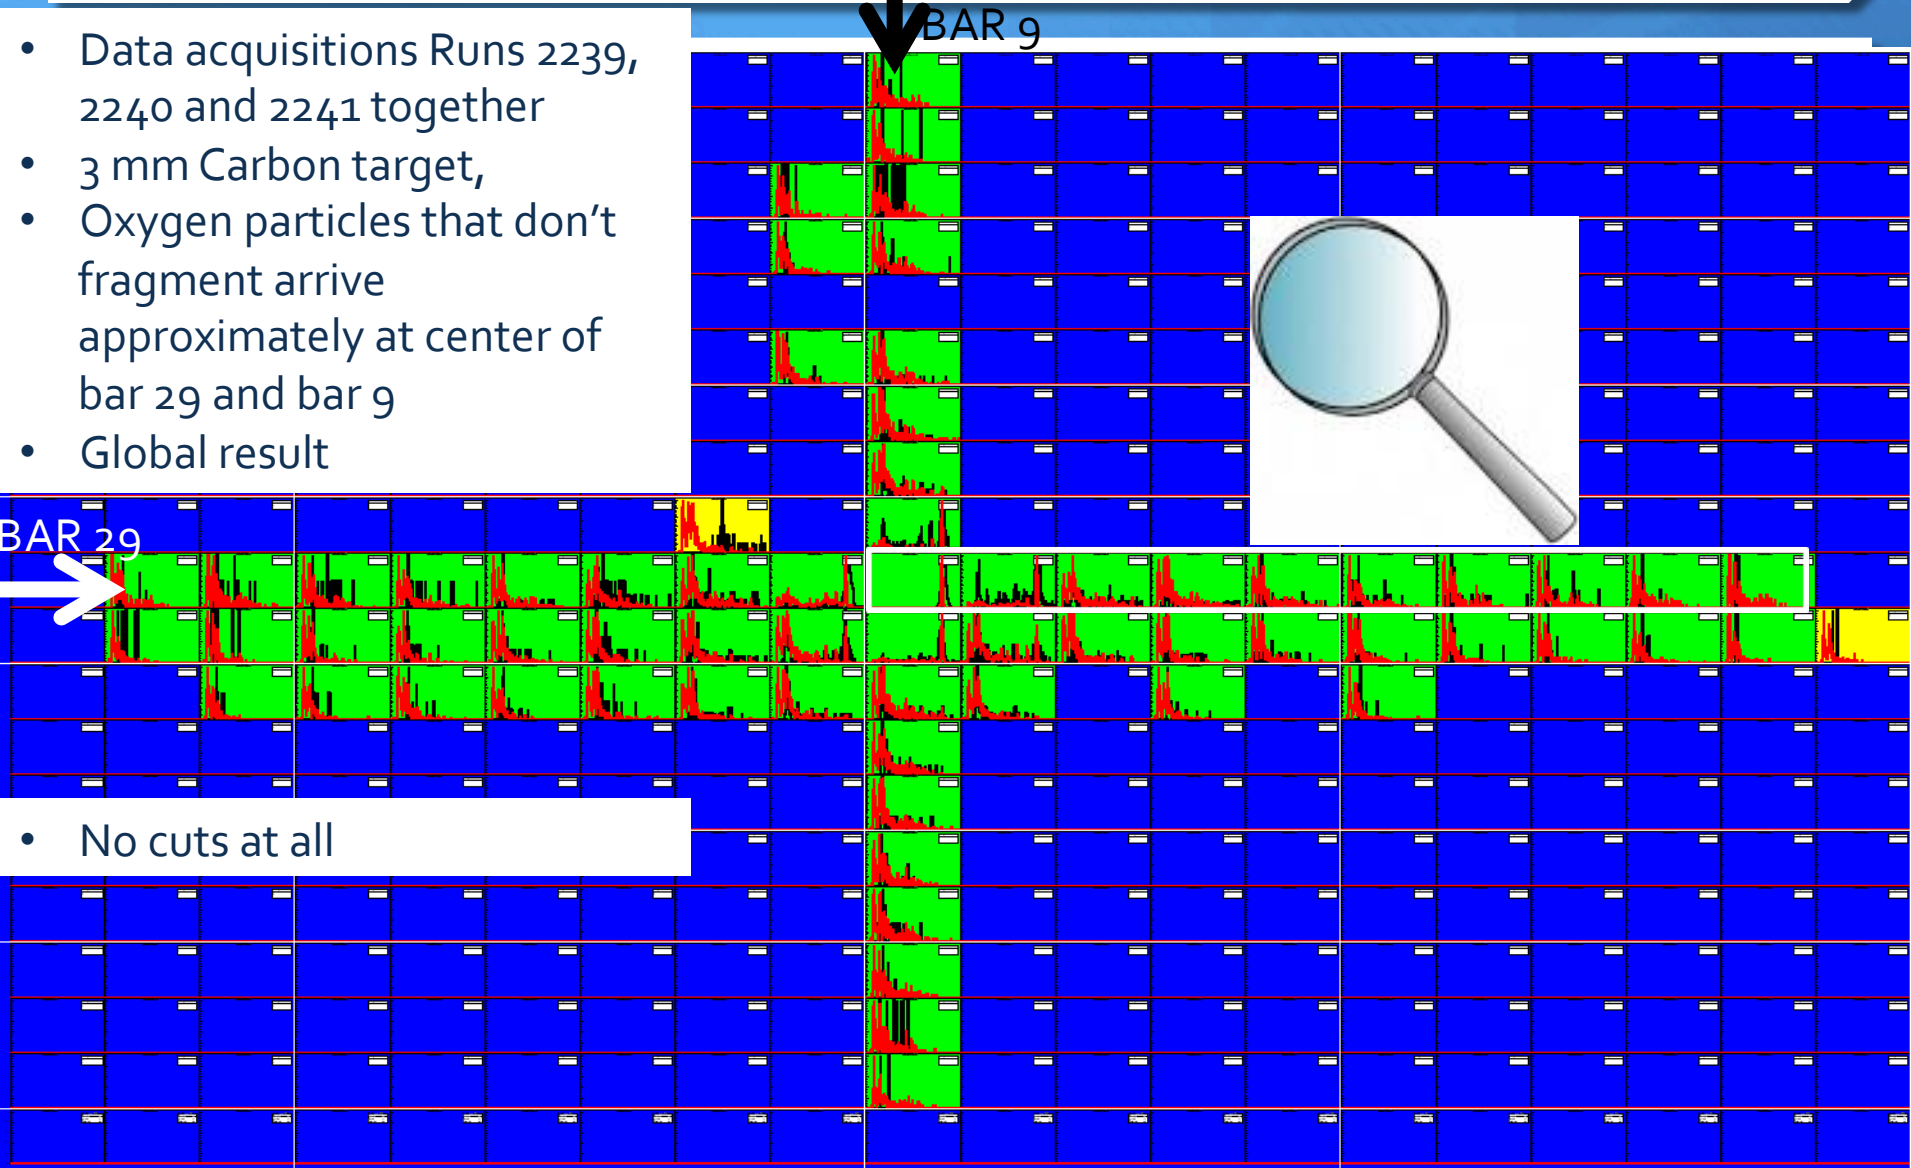 BAR 9
• Data acquisitions Runs 2239,
2240 and 2241 together
• 3 mm Carbon target,
• Oxygen particles that don’t
fragment arrive
approximately at center of
bar 29 and bar 9
• Global result
BAR 29
• No cuts at all